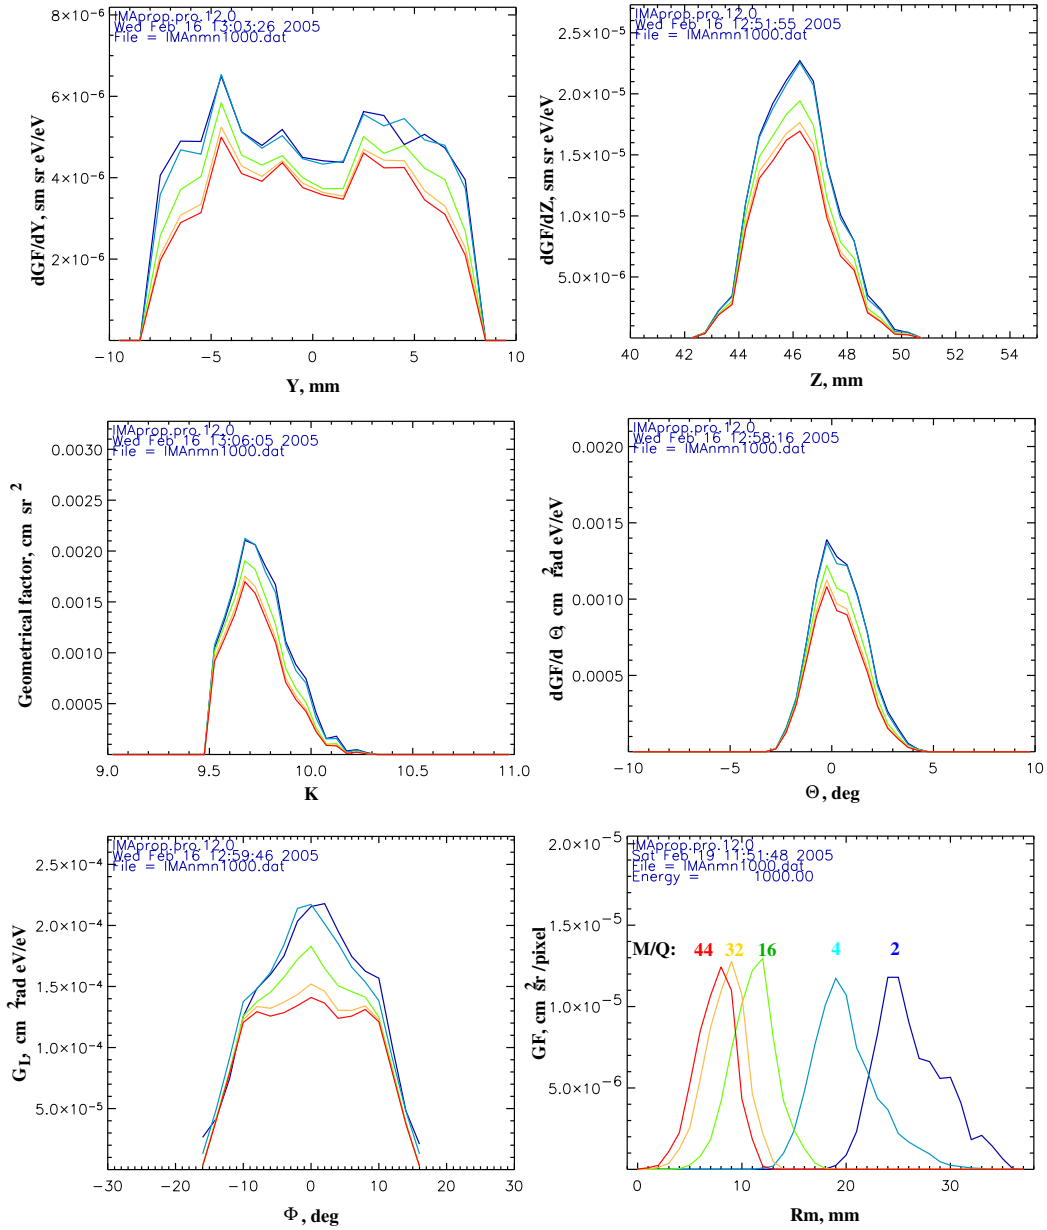 IMAprop.pro.12.0
Wed Feb 16 13:03:26 2005
File = IMAnmn1000.dat
8×10⁻⁶
6×10⁻⁶
4×10⁻⁶
2×10⁻⁶
dGF/dY, sm sr eV/eV
−10 −5 0 5 10
Y, mm
IMAprop.pro.12.0
Wed Feb 16 12:51:55 2005
File = IMAnmn1000.dat
2.5×10⁻⁵
2.0×10⁻⁵
1.5×10⁻⁵
1.0×10⁻⁵
5.0×10⁻⁶
dGF/dZ, sm sr eV/eV
40 42 44 46 48 50 52 54
Z, mm
IMAprop.pro.12.0
Wed Feb 16 13:06:05 2005
File = IMAnmn1000.dat
0.0030
0.0025
0.0020
0.0015
0.0010
0.0005
Geometrical factor, cm sr 2
9.0 9.5 10.0 10.5 11.0
K
IMAprop.pro.12.0
Wed Feb 16 12:58:16 2005
File = IMAnmn1000.dat
0.0020
0.0015
0.0010
0.0005
dGF/d Θ, cm ²rad eV/eV
−10 −5 0 5 10
Θ, deg
IMAprop.pro.12.0
Wed Feb 16 12:59:46 2005
File = IMAnmn1000.dat
2.5×10⁻⁴
2.0×10⁻⁴
1.5×10⁻⁴
1.0×10⁻⁴
5.0×10⁻⁵
G_L, cm ²rad eV/eV
−30 −20 −10 0 10 20 30
Φ, deg
IMAprop.pro.12.0
Sat Feb 19 11:51:48 2005
File = IMAnmn1000.dat
Energy = 1000.00
2.0×10⁻⁵
1.5×10⁻⁵
1.0×10⁻⁵
5.0×10⁻⁶
GF, cm ²sr /pixel
M/Q: 44 32 16 4 2
0 10 20 30
Rm, mm